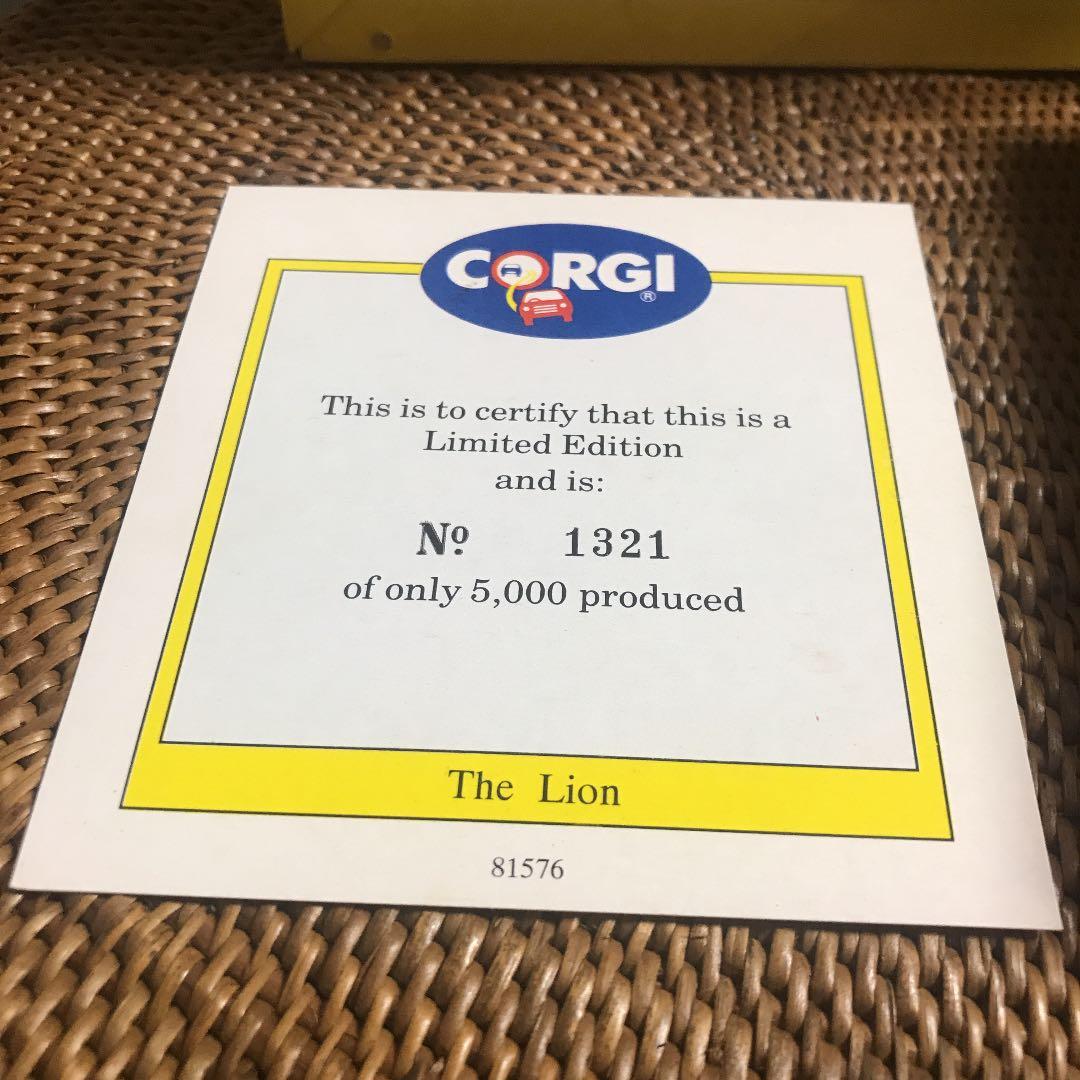 CORGI
®
This is to certify that this is a
Limited Edition
and is:
Nº 1321
of only 5,000 produced
The Lion
81576